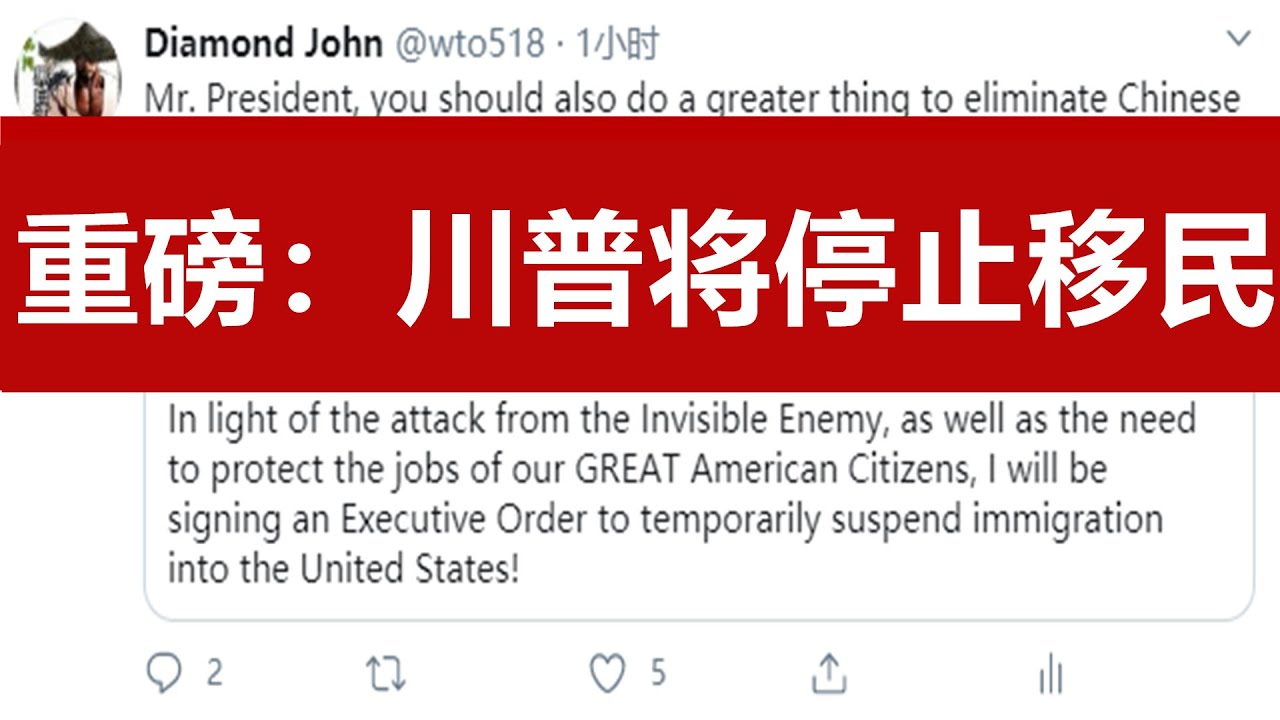 Diamond John @wto518 · 1小时
Mr. President, you should also do a greater thing to eliminate Chinese
重磅：川普将停止移民
In light of the attack from the Invisible Enemy, as well as the need
to protect the jobs of our GREAT American Citizens, I will be
signing an Executive Order to temporarily suspend immigration
into the United States!
2 5